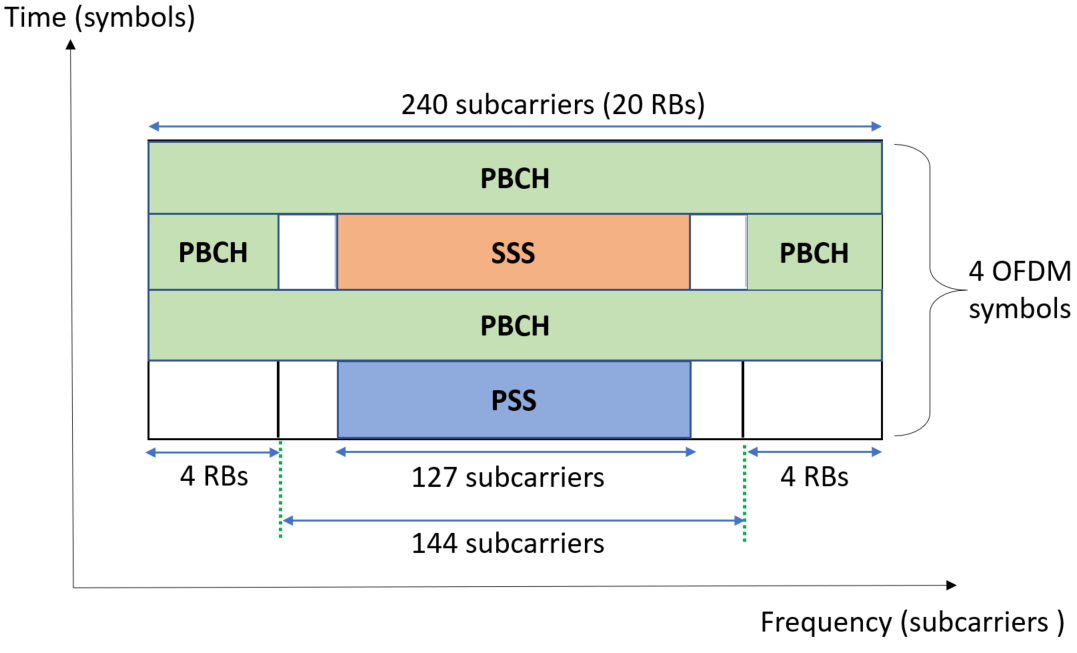 Time (symbols)
240 subcarriers (20 RBs)
PBCH
PBCH
SSS
PBCH
4 OFDM
symbols
PBCH
PSS
4 RBs
127 subcarriers
4 RBs
144 subcarriers
Frequency (subcarriers )